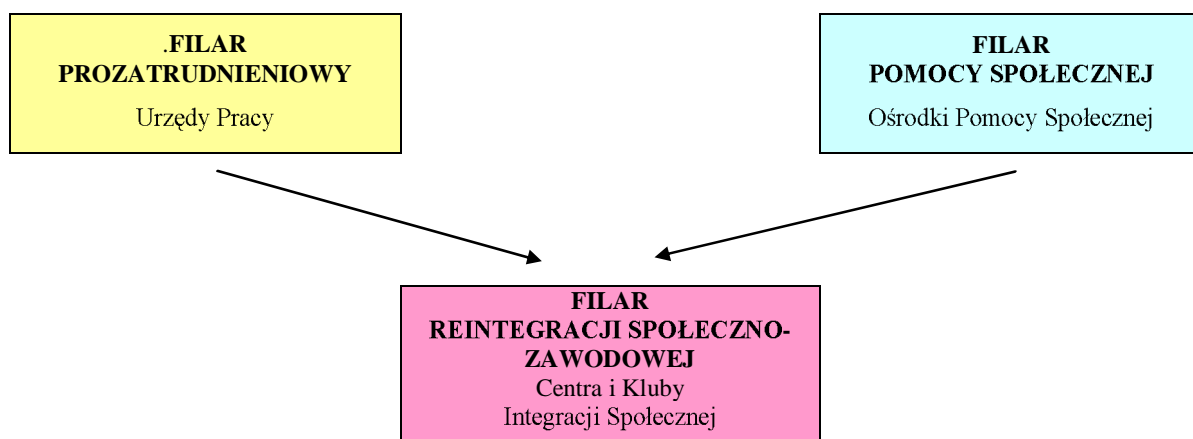 .FILAR
PROZATRUDNIENIOWY
Urzędy Pracy
FILAR
POMOCY SPOŁECZNEJ
Ośrodki Pomocy Społecznej
FILAR
REINTEGRACJI SPOŁECZNO-
ZAWODOWEJ
Centra i Kluby
Integracji Społecznej